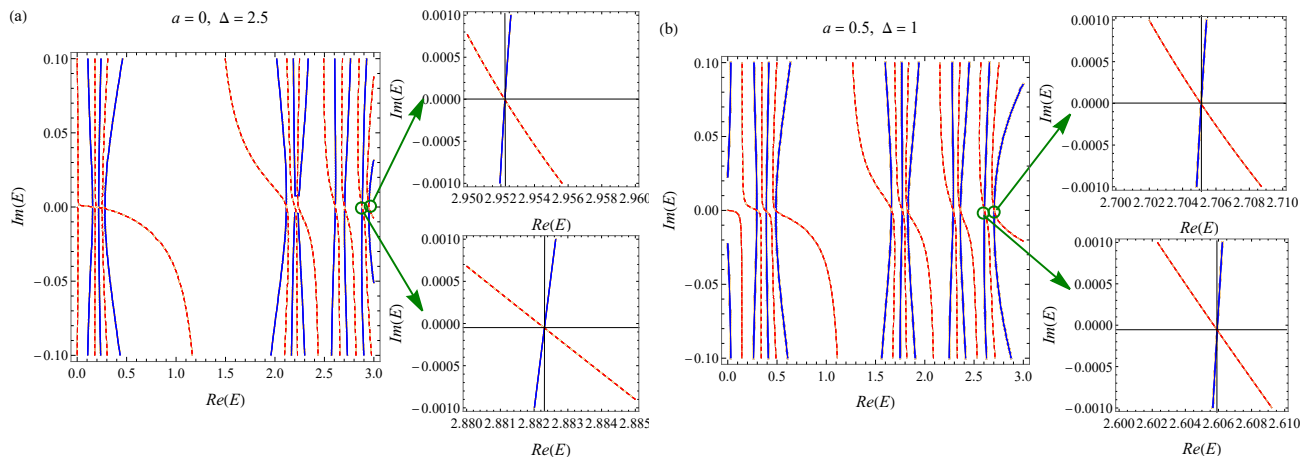 (a)
a=0, Δ = 2.5
Im(E)
0.10
0.05
0.00
−0.05
−0.10
0.0 0.5 1.0 1.5 2.0 2.5 3.0
Re(E)
Im(E)
0.0010
0.0005
0.0000
−0.0005
−0.0010
2.950 2.952 2.954 2.956 2.958 2.960
Re(E)
Im(E)
0.0010
0.0005
0.0000
−0.0005
−0.0010
2.880 2.881 2.882 2.883 2.884 2.885
Re(E)
(b)
a=0.5, Δ = 1
Im(E)
0.10
0.05
0.00
−0.05
−0.10
0.0 0.5 1.0 1.5 2.0 2.5 3.0
Re(E)
Im(E)
0.0010
0.0005
0.0000
−0.0005
−0.0010
2.700 2.702 2.704 2.706 2.708 2.710
Re(E)
Im(E)
0.0010
0.0005
0.0000
−0.0005
−0.0010
2.600 2.602 2.604 2.606 2.608 2.610
Re(E)